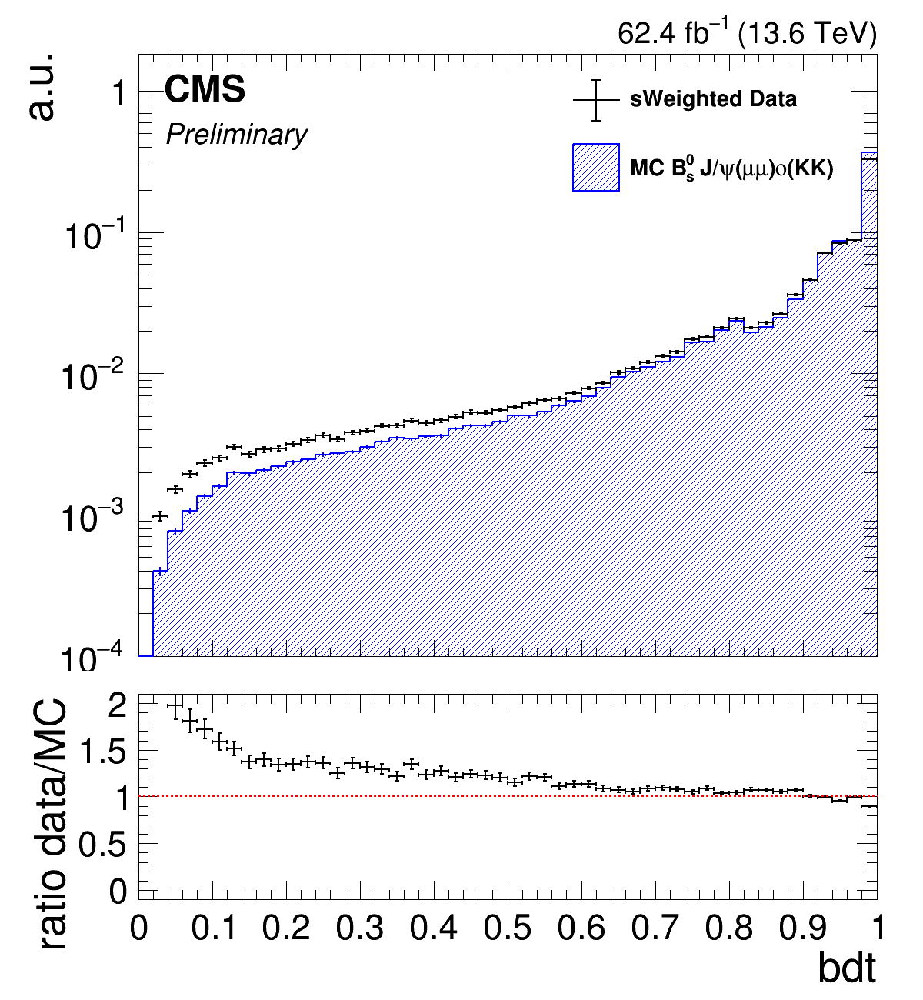 62.4 fb⁻¹ (13.6 TeV)
a.u.
CMS
Preliminary
sWeighted Data
MC B⁰ₛ J/ψ(μμ)φ(KK)
1
10⁻¹
10⁻²
10⁻³
10⁻⁴
ratio data/MC
2
1.5
1
0.5
0
0 0.1 0.2 0.3 0.4 0.5 0.6 0.7 0.8 0.9 1
bdt